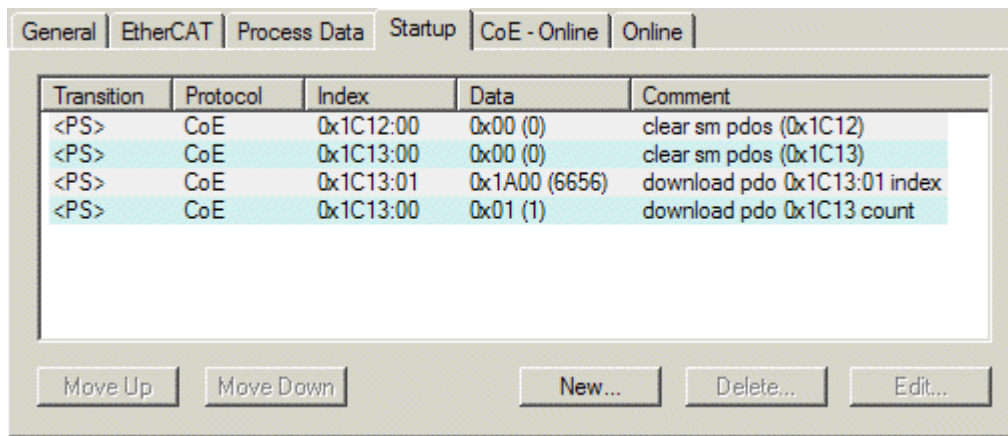 General EtherCAT Process Data Startup CoE - Online Online
Transition Protocol Index Data Comment
<PS> CoE 0x1C12:00 0x00 (0) clear sm pdos (0x1C12)
<PS> CoE 0x1C13:00 0x00 (0) clear sm pdos (0x1C13)
<PS> CoE 0x1C13:01 0x1A00 (6656) download pdo 0x1C13:01 index
<PS> CoE 0x1C13:00 0x01 (1) download pdo 0x1C13 count
Move Up Move Down New... Delete... Edit...